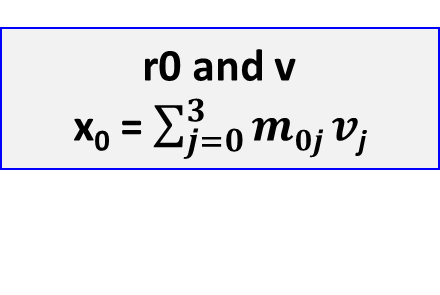 r0 and v
x₀ = ∑³ⱼ₌₀ m₀ⱼ vⱼ